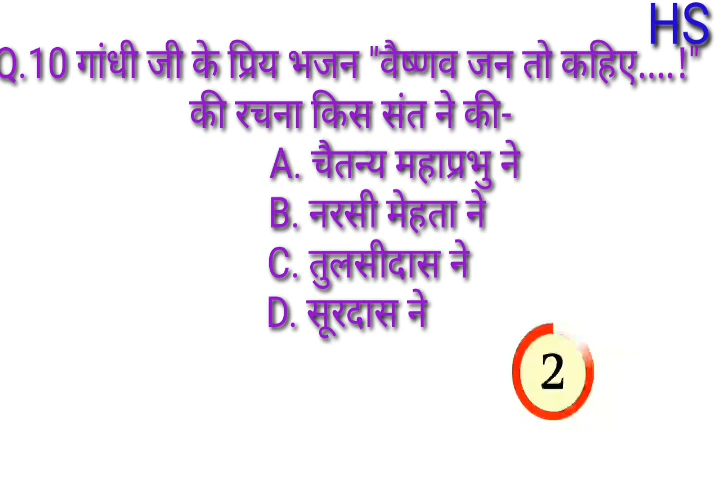 HS
Q.10 गांधी जी के प्रिय भजन "वैष्णव जन तो कहिए....!"
की रचना किस संत ने की-
A. चैतन्य महाप्रभु ने
B. नरसी मेहता ने
C. तुलसीदास ने
D. सूरदास ने
2